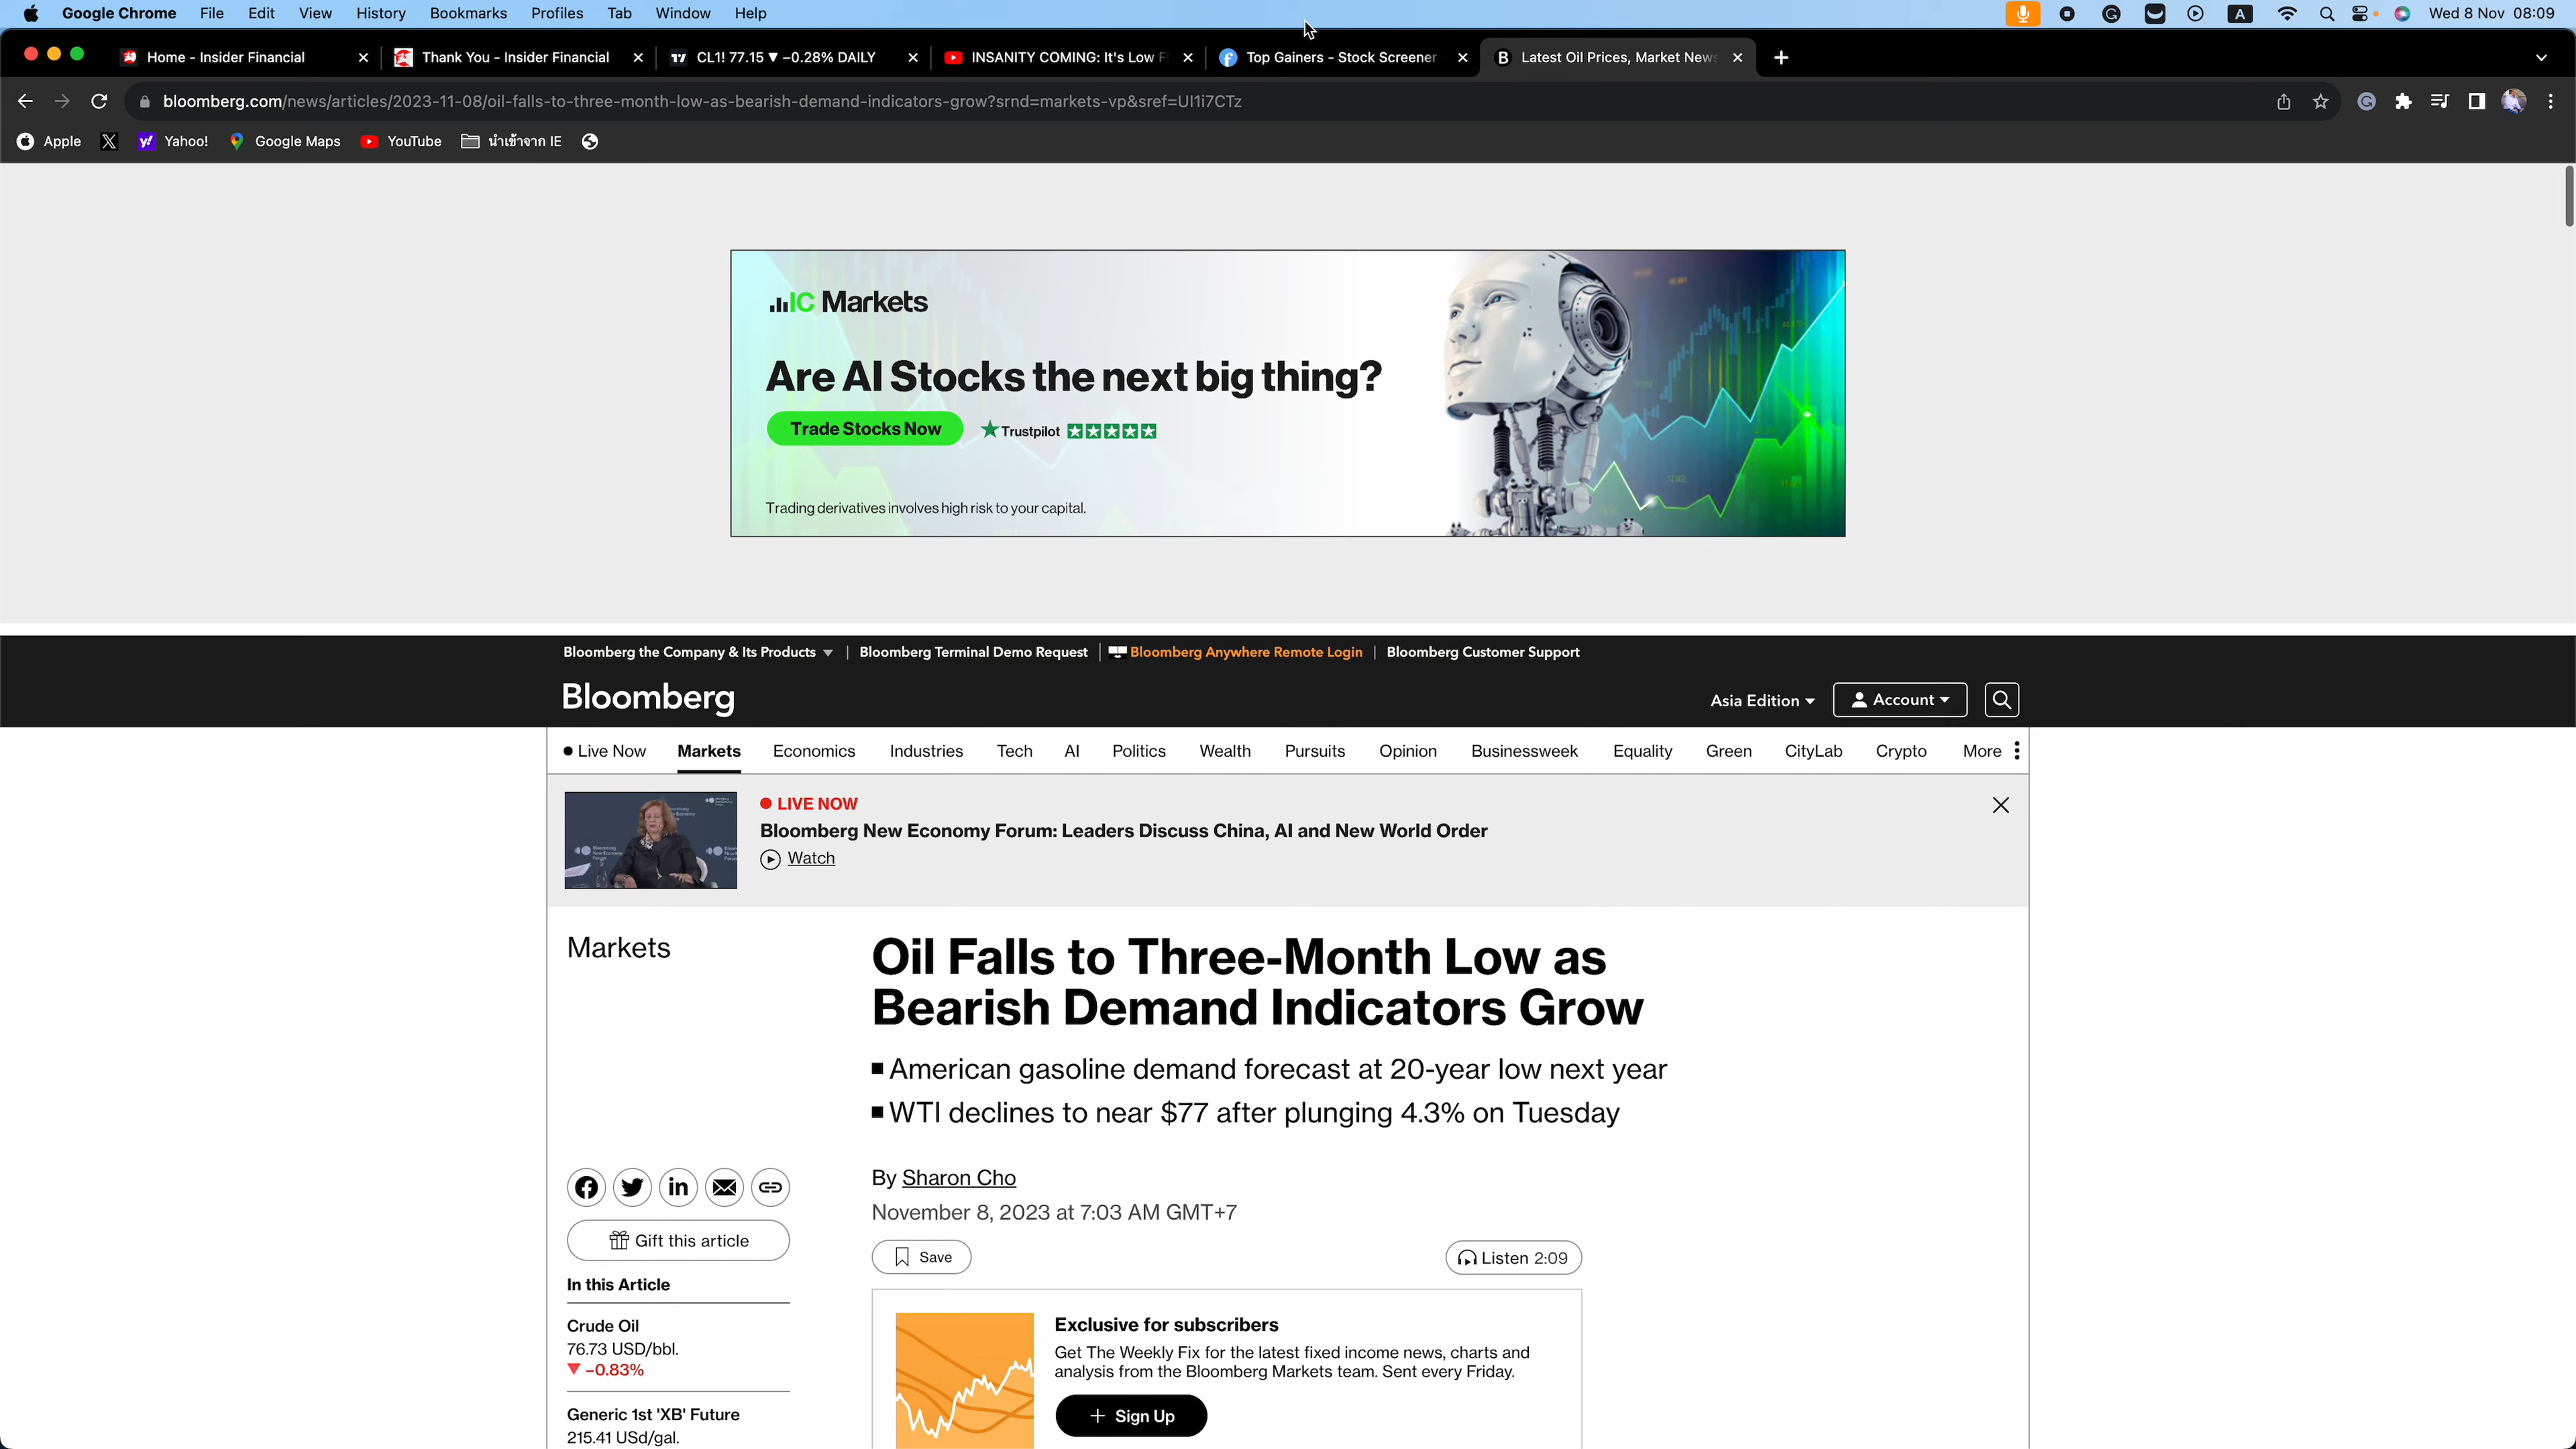 Google Chrome File Edit View History Bookmarks Profiles Tab Window Help A Wed 8 Nov 08:09
Home - Insider Financial Thank You - Insider Financial CL1! 77.15 ▼ −0.28% DAILY INSANITY COMING: It's Low F Top Gainers - Stock Screener Latest Oil Prices, Market News
bloomberg.com/news/articles/2023-11-08/oil-falls-to-three-month-low-as-bearish-demand-indicators-grow?srnd=markets-vp&sref=UI1i7CTz
Apple Yahoo! Google Maps YouTube นำเข้าจาก IE
IC Markets
Are AI Stocks the next big thing?
Trade Stocks Now Trustpilot
Trading derivatives involves high risk to your capital.
Bloomberg the Company & Its Products ▼ | Bloomberg Terminal Demo Request | Bloomberg Anywhere Remote Login | Bloomberg Customer Support
Bloomberg Asia Edition Account
Live Now Markets Economics Industries Tech AI Politics Wealth Pursuits Opinion Businessweek Equality Green CityLab Crypto More
LIVE NOW
Bloomberg New Economy Forum: Leaders Discuss China, AI and New World Order
Watch
Markets
Oil Falls to Three-Month Low as
Bearish Demand Indicators Grow
■ American gasoline demand forecast at 20-year low next year
■ WTI declines to near $77 after plunging 4.3% on Tuesday
By Sharon Cho
November 8, 2023 at 7:03 AM GMT+7
Save Listen 2:09
Gift this article
In this Article
Crude Oil
76.73 USD/bbl.
▼ −0.83%
Generic 1st 'XB' Future
215.41 USd/gal.
Exclusive for subscribers
Get The Weekly Fix for the latest fixed income news, charts and
analysis from the Bloomberg Markets team. Sent every Friday.
+ Sign Up